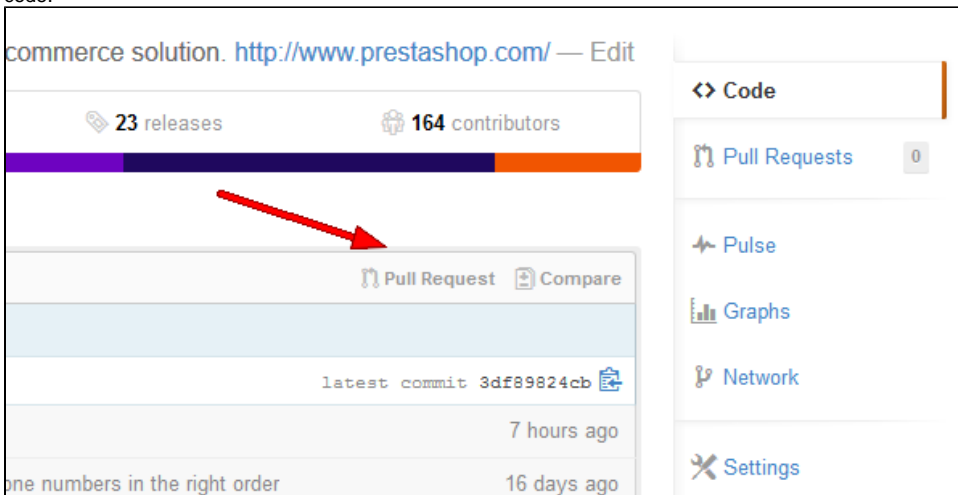 code.
commerce solution. http://www.prestashop.com/ — Edit
23 releases
164 contributors
Pull Request
Compare
latest commit 3df89824cb
7 hours ago
one numbers in the right order
16 days ago
Code
Pull Requests 0
Pulse
Graphs
Network
Settings